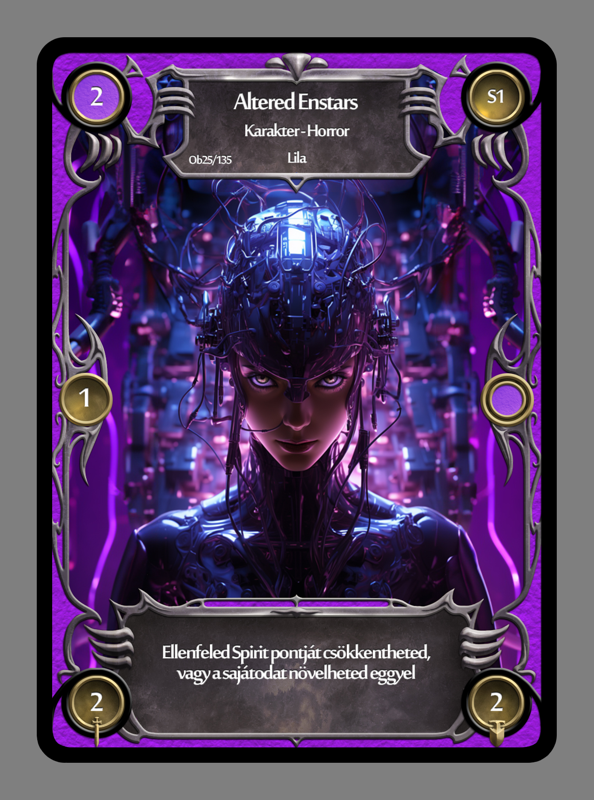 2
Altered Enstars
S1
Karakter - Horror
Ob25/135
Lila
1
Ellenfeled Spirit pontját csökkentheted,
vagy a sajátodat növelheted eggyel
2
2